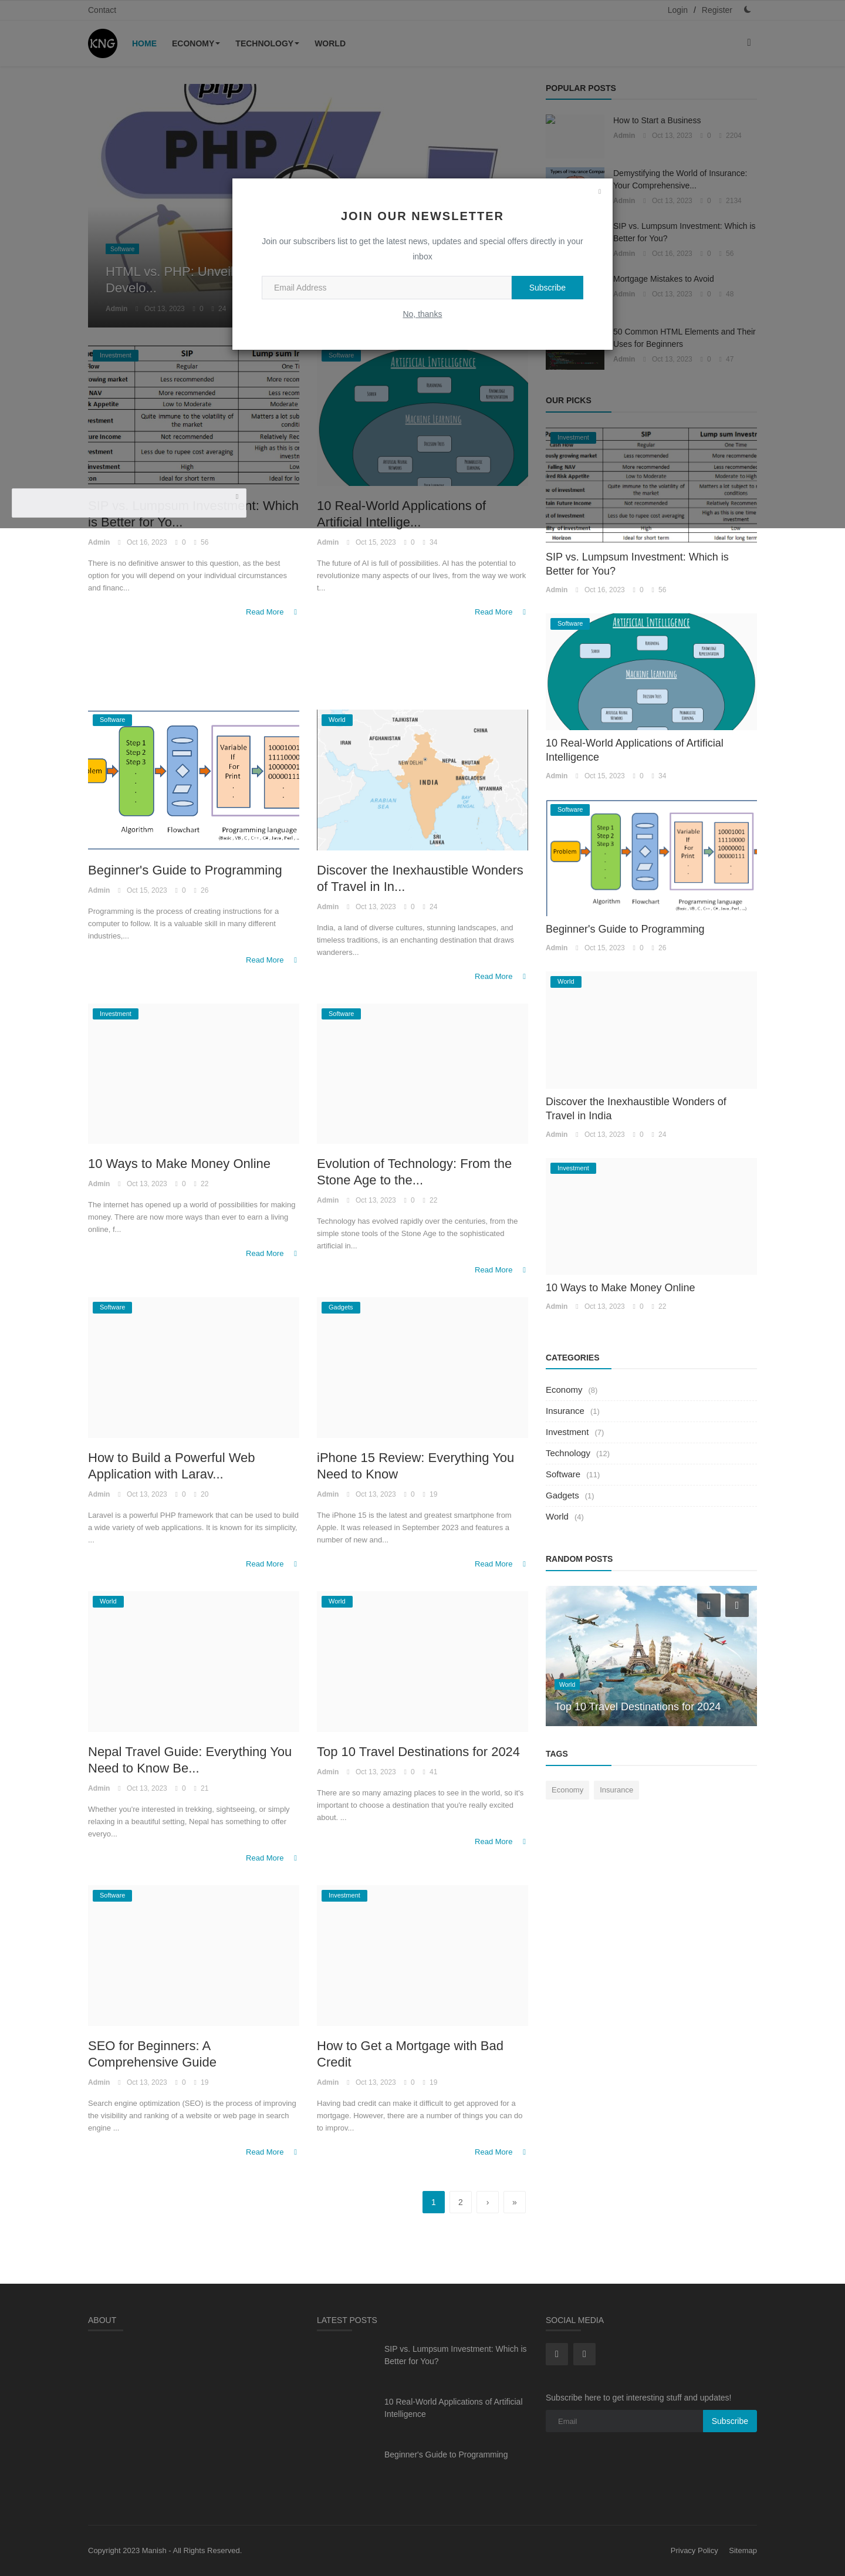 Contact
Login / Register
KNG
HOME
ECONOMY
TECHNOLOGY
WORLD
PHP
Software
HTML vs. PHP: Unveil
Develo...
Admin Oct 13, 2023 0 24
JOIN OUR NEWSLETTER
Join our subscribers list to get the latest news, updates and special offers directly in your
inbox
Email Address
Subscribe
No, thanks
Investment
SIP vs. Lumpsum Investment: Which
is Better for Yo...
Admin Oct 16, 2023 0 56
There is no definitive answer to this question, as the best
option for you will depend on your individual circumstances
and financ...
Read More
Software
Artificial Intelligence
Machine Learning
10 Real-World Applications of
Artificial Intellige...
Admin Oct 15, 2023 0 34
The future of AI is full of possibilities. AI has the potential to
revolutionize many aspects of our lives, from the way we work
t...
Read More
Software
Step 1
Step 2
Step 3
Variable
If
For
Print
Algorithm
Flowchart
Programming language
Beginner's Guide to Programming
Admin Oct 15, 2023 0 26
Programming is the process of creating instructions for a
computer to follow. It is a valuable skill in many different
industries,...
Read More
World
TAJIKISTAN
AFGHANISTAN
IRAN
CHINA
NEW DELHI
NEPAL
BHUTAN
INDIA
BANGLADESH
MYANMAR
ARABIAN
SEA
BAY
OF
SRI
LANKA
Discover the Inexhaustible Wonders
of Travel in In...
Admin Oct 13, 2023 0 24
India, a land of diverse cultures, stunning landscapes, and
timeless traditions, is an enchanting destination that draws
wanderers...
Read More
Investment
10 Ways to Make Money Online
Admin Oct 13, 2023 0 22
The internet has opened up a world of possibilities for making
money. There are now more ways than ever to earn a living
online, f...
Read More
Software
Evolution of Technology: From the
Stone Age to the...
Admin Oct 13, 2023 0 22
Technology has evolved rapidly over the centuries, from the
simple stone tools of the Stone Age to the sophisticated
artificial in...
Read More
Software
How to Build a Powerful Web
Application with Larav...
Admin Oct 13, 2023 0 20
Laravel is a powerful PHP framework that can be used to build
a wide variety of web applications. It is known for its simplicity,
...
Read More
Gadgets
iPhone 15 Review: Everything You
Need to Know
Admin Oct 13, 2023 0 19
The iPhone 15 is the latest and greatest smartphone from
Apple. It was released in September 2023 and features a
number of new and...
Read More
World
Nepal Travel Guide: Everything You
Need to Know Be...
Admin Oct 13, 2023 0 21
Whether you're interested in trekking, sightseeing, or simply
relaxing in a beautiful setting, Nepal has something to offer
everyo...
Read More
World
Top 10 Travel Destinations for 2024
Admin Oct 13, 2023 0 41
There are so many amazing places to see in the world, so it's
important to choose a destination that you're really excited
about. ...
Read More
Software
SEO for Beginners: A
Comprehensive Guide
Admin Oct 13, 2023 0 19
Search engine optimization (SEO) is the process of improving
the visibility and ranking of a website or web page in search
engine ...
Read More
Investment
How to Get a Mortgage with Bad
Credit
Admin Oct 13, 2023 0 19
Having bad credit can make it difficult to get approved for a
mortgage. However, there are a number of things you can do
to improv...
Read More
1 2 › »
POPULAR POSTS
How to Start a Business
Admin Oct 13, 2023 0 2204
Demystifying the World of Insurance:
Your Comprehensive...
Admin Oct 13, 2023 0 2134
SIP vs. Lumpsum Investment: Which is
Better for You?
Admin Oct 16, 2023 0 56
Mortgage Mistakes to Avoid
Admin Oct 13, 2023 0 48
50 Common HTML Elements and Their
Uses for Beginners
Admin Oct 13, 2023 0 47
OUR PICKS
Investment
SIP vs. Lumpsum Investment: Which is
Better for You?
Admin Oct 16, 2023 0 56
Software
Artificial Intelligence
Machine Learning
10 Real-World Applications of Artificial
Intelligence
Admin Oct 15, 2023 0 34
Software
Problem
Step 1
Step 2
Step 3
Variable
If
For
Print
Algorithm
Flowchart
Programming language
Beginner's Guide to Programming
Admin Oct 15, 2023 0 26
World
Discover the Inexhaustible Wonders of
Travel in India
Admin Oct 13, 2023 0 24
Investment
10 Ways to Make Money Online
Admin Oct 13, 2023 0 22
CATEGORIES
Economy (8)
Insurance (1)
Investment (7)
Technology (12)
Software (11)
Gadgets (1)
World (4)
RANDOM POSTS
World
Top 10 Travel Destinations for 2024
TAGS
Economy
Insurance
ABOUT
LATEST POSTS
SIP vs. Lumpsum Investment: Which is
Better for You?
10 Real-World Applications of Artificial
Intelligence
Beginner's Guide to Programming
SOCIAL MEDIA
Subscribe here to get interesting stuff and updates!
Email
Subscribe
Copyright 2023 Manish - All Rights Reserved.
Privacy Policy
Sitemap